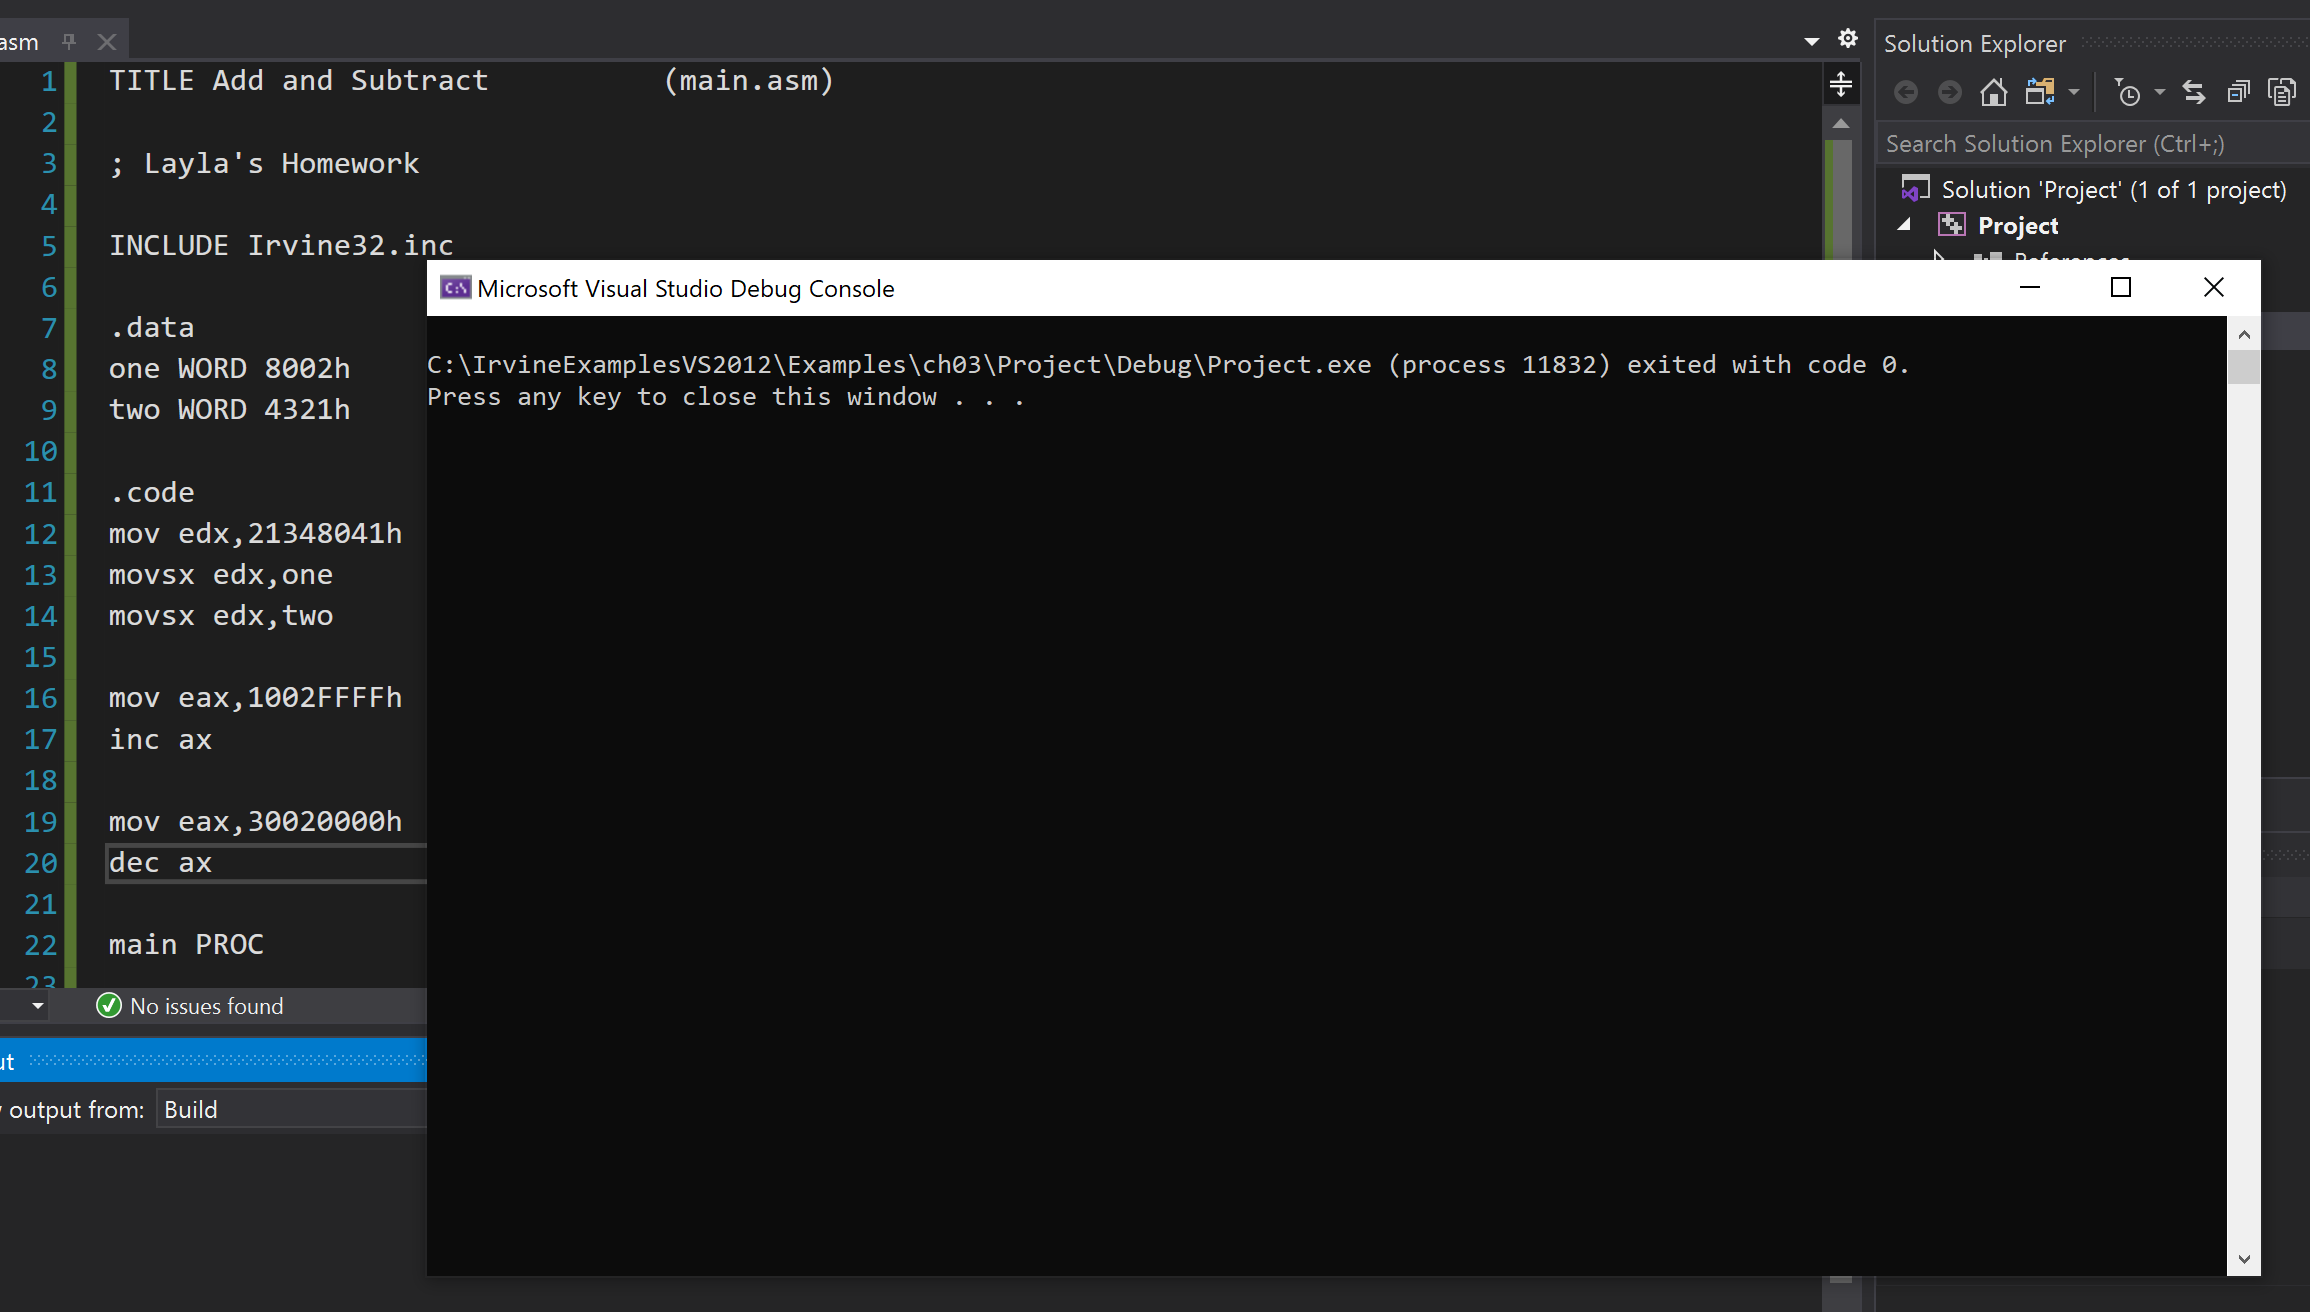 asm
1 TITLE Add and Subtract (main.asm)
2
3 ; Layla's Homework
4
5 INCLUDE Irvine32.inc
6
7 .data
8 one WORD 8002h
9 two WORD 4321h
10
11 .code
12 mov edx,21348041h
13 movsx edx,one
14 movsx edx,two
15
16 mov eax,1002FFFFh
17 inc ax
18
19 mov eax,30020000h
20 dec ax
21
22 main PROC
23
No issues found
ut
output from: Build
Microsoft Visual Studio Debug Console
C:\IrvineExamplesVS2012\Examples\ch03\Project\Debug\Project.exe (process 11832) exited with code 0.
Press any key to close this window . . .
Solution Explorer
Search Solution Explorer (Ctrl+;)
Solution 'Project' (1 of 1 project)
Project
References